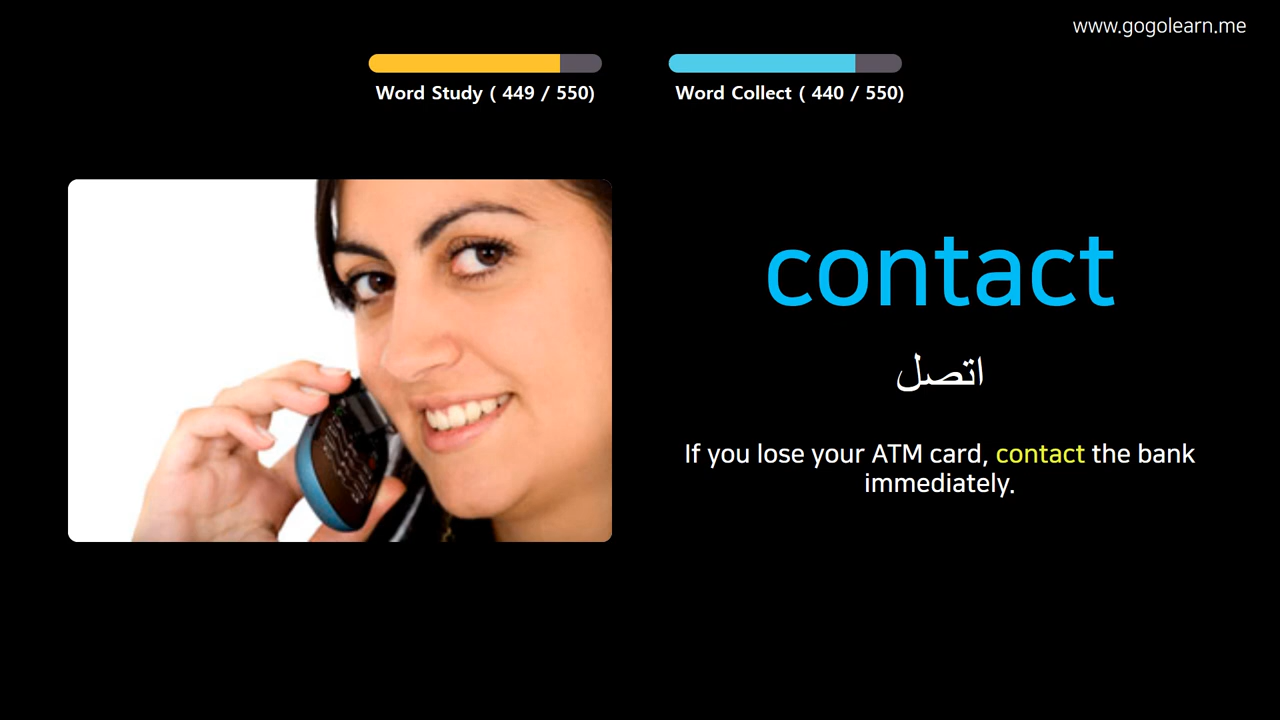 www.gogolearn.me
Word Study ( 449 / 550)
Word Collect ( 440 / 550)
contact
اتصل
If you lose your ATM card, contact the bank
immediately.